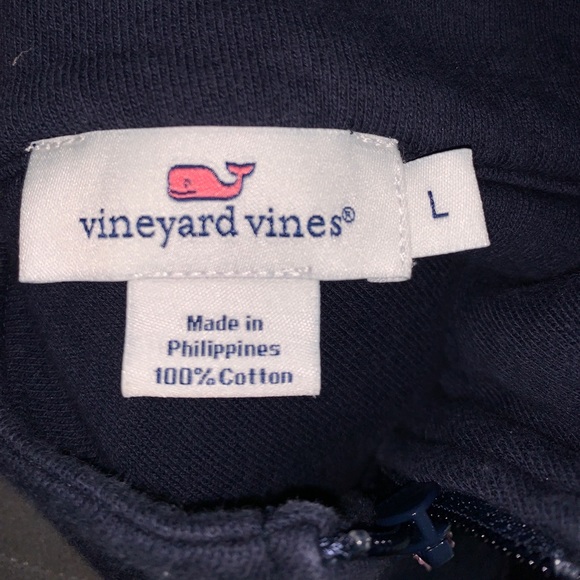 vineyard vines®
L
Made in
Philippines
100% Cotton